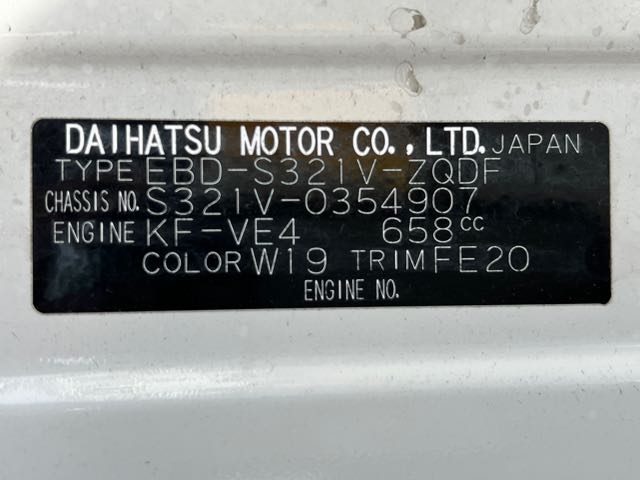 DAIHATSU MOTOR CO., LTD. JAPAN
TYPE EBD-S321V-ZQDF
CHASSIS NO. S321V-0354907
ENGINE KF-VE4 658cc
COLOR W19 TRIM FE20
ENGINE NO.